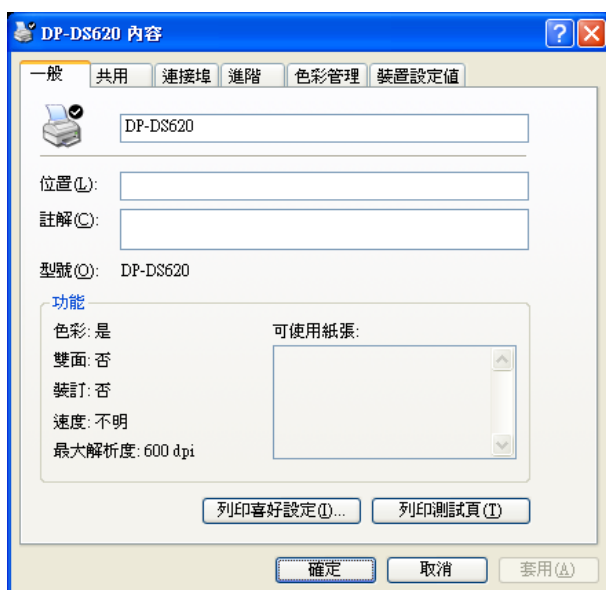 DP-DS620 內容
一般 共用 連接埠 進階 色彩管理 裝置設定值
DP-DS620
位置(L):
註解(C):
型號(O): DP-DS620
功能
色彩: 是 可使用紙張:
雙面: 否
裝訂: 否
速度: 不明
最大解析度: 600 dpi
列印喜好設定(I)... 列印測試頁(T)
確定 取消 套用(A)